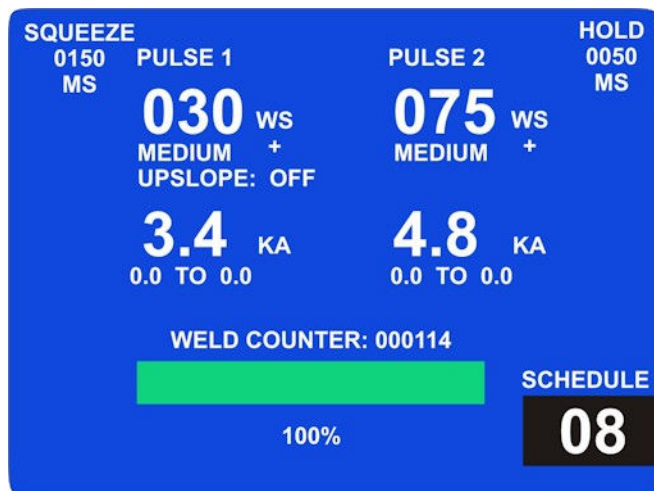 SQUEEZE
0150
MS
PULSE 1
PULSE 2
HOLD
0050
MS
030 WS
MEDIUM +
UPSLOPE: OFF
075 WS
MEDIUM +
3.4 KA
0.0 TO 0.0
4.8 KA
0.0 TO 0.0
WELD COUNTER: 000114
100%
SCHEDULE
08